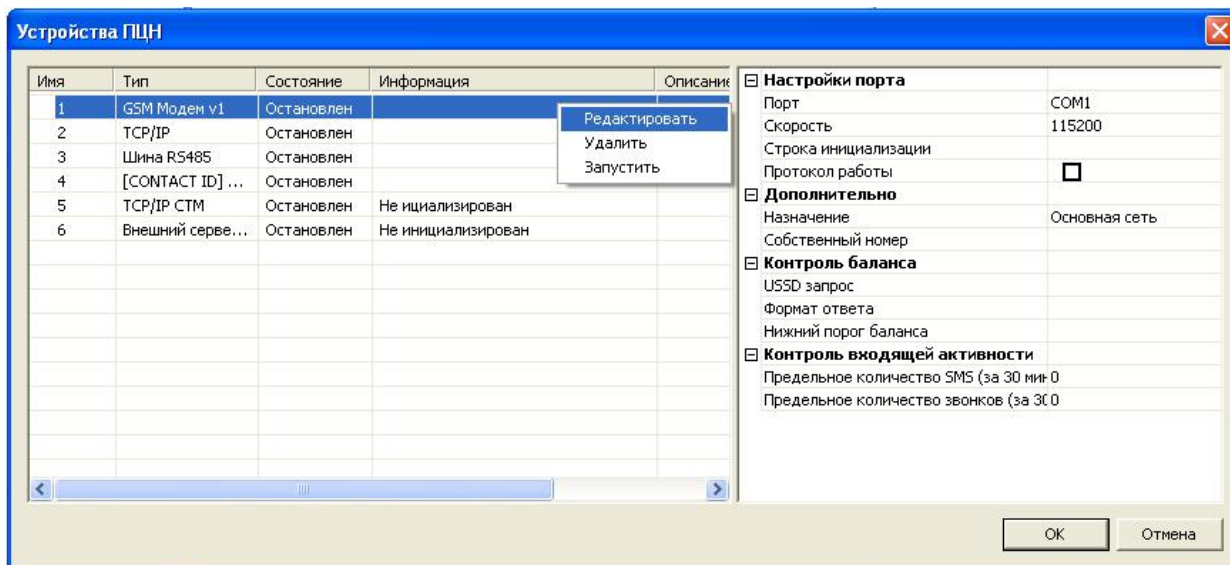 Устройства ПЦН
Имя Тип Состояние Информация Описание
1 GSM Модем v1 Остановлен
2 TCP/IP Остановлен
3 Шина RS485 Остановлен
4 [CONTACT ID] ... Остановлен
5 TCP/IP CTM Остановлен Не ициализирован
6 Внешний серве... Остановлен Не инициализирован
Редактировать
Удалить
Запустить
Настройки порта
Порт COM1
Скорость 115200
Строка инициализации
Протокол работы
Дополнительно
Назначение Основная сеть
Собственный номер
Контроль баланса
USSD запрос
Формат ответа
Нижний порог баланса
Контроль входящей активности
Предельное количество SMS (за 30 мин 0
Предельное количество звонков (за 30 0
OK Отмена